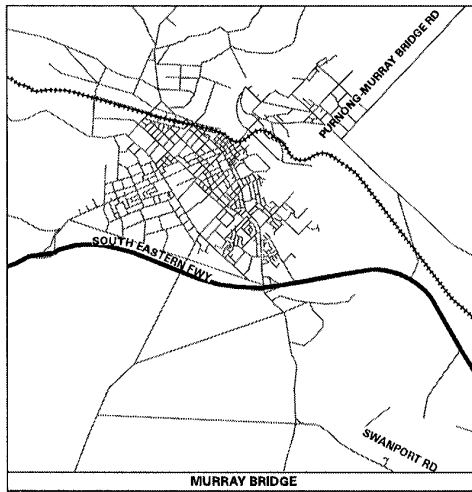 PURNONG-MURRAY BRIDGE RD
SOUTH EASTERN FWY
SWANPORT RD
MURRAY BRIDGE